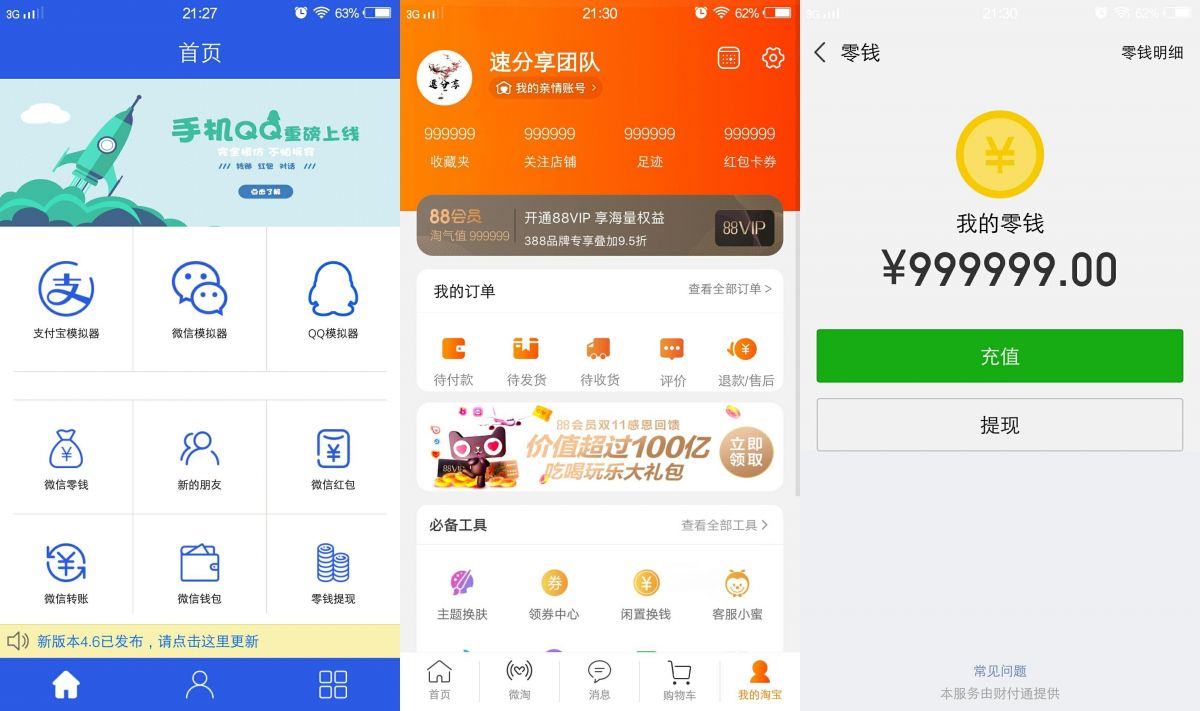 3G
21:27
63%
首页
手机QQ重磅上线
完全模仿 不怕拆穿
/// 转账 红包 对话 ///
点击了解
支付宝模拟器
微信模拟器
QQ模拟器
微信零钱
新的朋友
微信红包
微信转账
微信钱包
零钱提现
新版本4.6已发布，请点击这里更新
3G
21:30
62%
速分享
速分享团队
我的亲情账号 >
999999
999999
999999
999999
收藏夹
关注店铺
足迹
红包卡券
88会员
淘气值 999999
开通88VIP 享海量权益
388品牌专享叠加9.5折
88VIP
我的订单
查看全部订单 >
待付款
待发货
待收货
评价
退款/售后
88会员双11感恩回馈
价值超过100亿
吃喝玩乐大礼包
88VIP
立即
领取
必备工具
查看全部工具 >
主题换肤
券
领券中心
闲置换钱
客服小蜜
首页
微淘
消息
购物车
我的淘宝
3G
21:30
62%
零钱
零钱明细
我的零钱
¥999999.00
充值
提现
常见问题
本服务由财付通提供